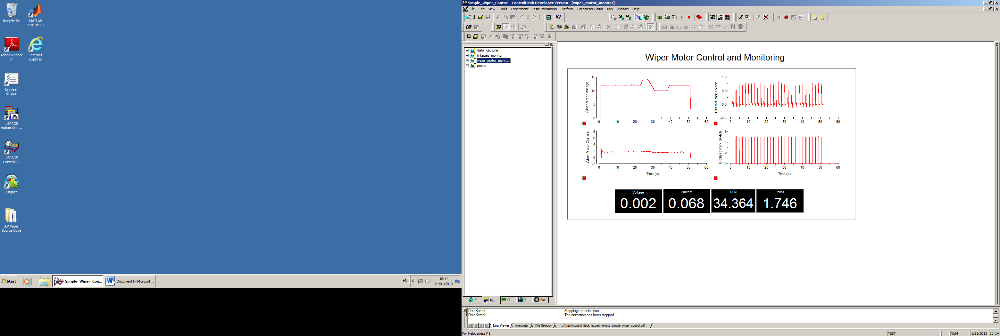 Recycle Bin
MATLAB
R2010bSP1
Adobe Reader
X
Internet
Explorer
Browser
Choice
dSPACE
Automation...
dSPACE
ControlD...
Lingoes
JLR Wiper
Source Code
Start
Simple_Wiper_Con...
Document1 - Microsof...
EN
10:14
21/01/2013
Simple_Wiper_Control - ControlDesk Developer Version - [wiper_motor_monitor]
File Edit View Tools Experiment Instrumentation Platform Parameter Editor Bus Window Help
CAN CAN LIN LIN REP REP
SEQ
STOP
data_capture
linkages_monitor
wiper_motor_monitor
power
E... In... Pl... T... Bus
Wiper Motor Control and Monitoring
Wiper Motor Voltage
15
10
5
0
0 10 20 30 40 50 60
Filtered Park Switch
1.0
0.5
0.0
-0.5
0 10 20 30 40 50 60
Wiper Motor Current
8
6
4
2
0
-2
0 10 20 30 40 50 60
Time (s)
Digitised Park Switch
6
4
2
0
0 10 20 30 40 50 60
Time (s)
Voltage
0.002
Current
0.068
RPM
34.364
Period
1.746
DataKernel: Stopping the animation ...
DataKernel: The animation has been stopped.
Log Viewer Interpreter File Selector d:\mark\control_desk_experiments\z_simple_wiper_control.sdf
For Help, press F1.
TEST NUM 1/21/2013 10:14